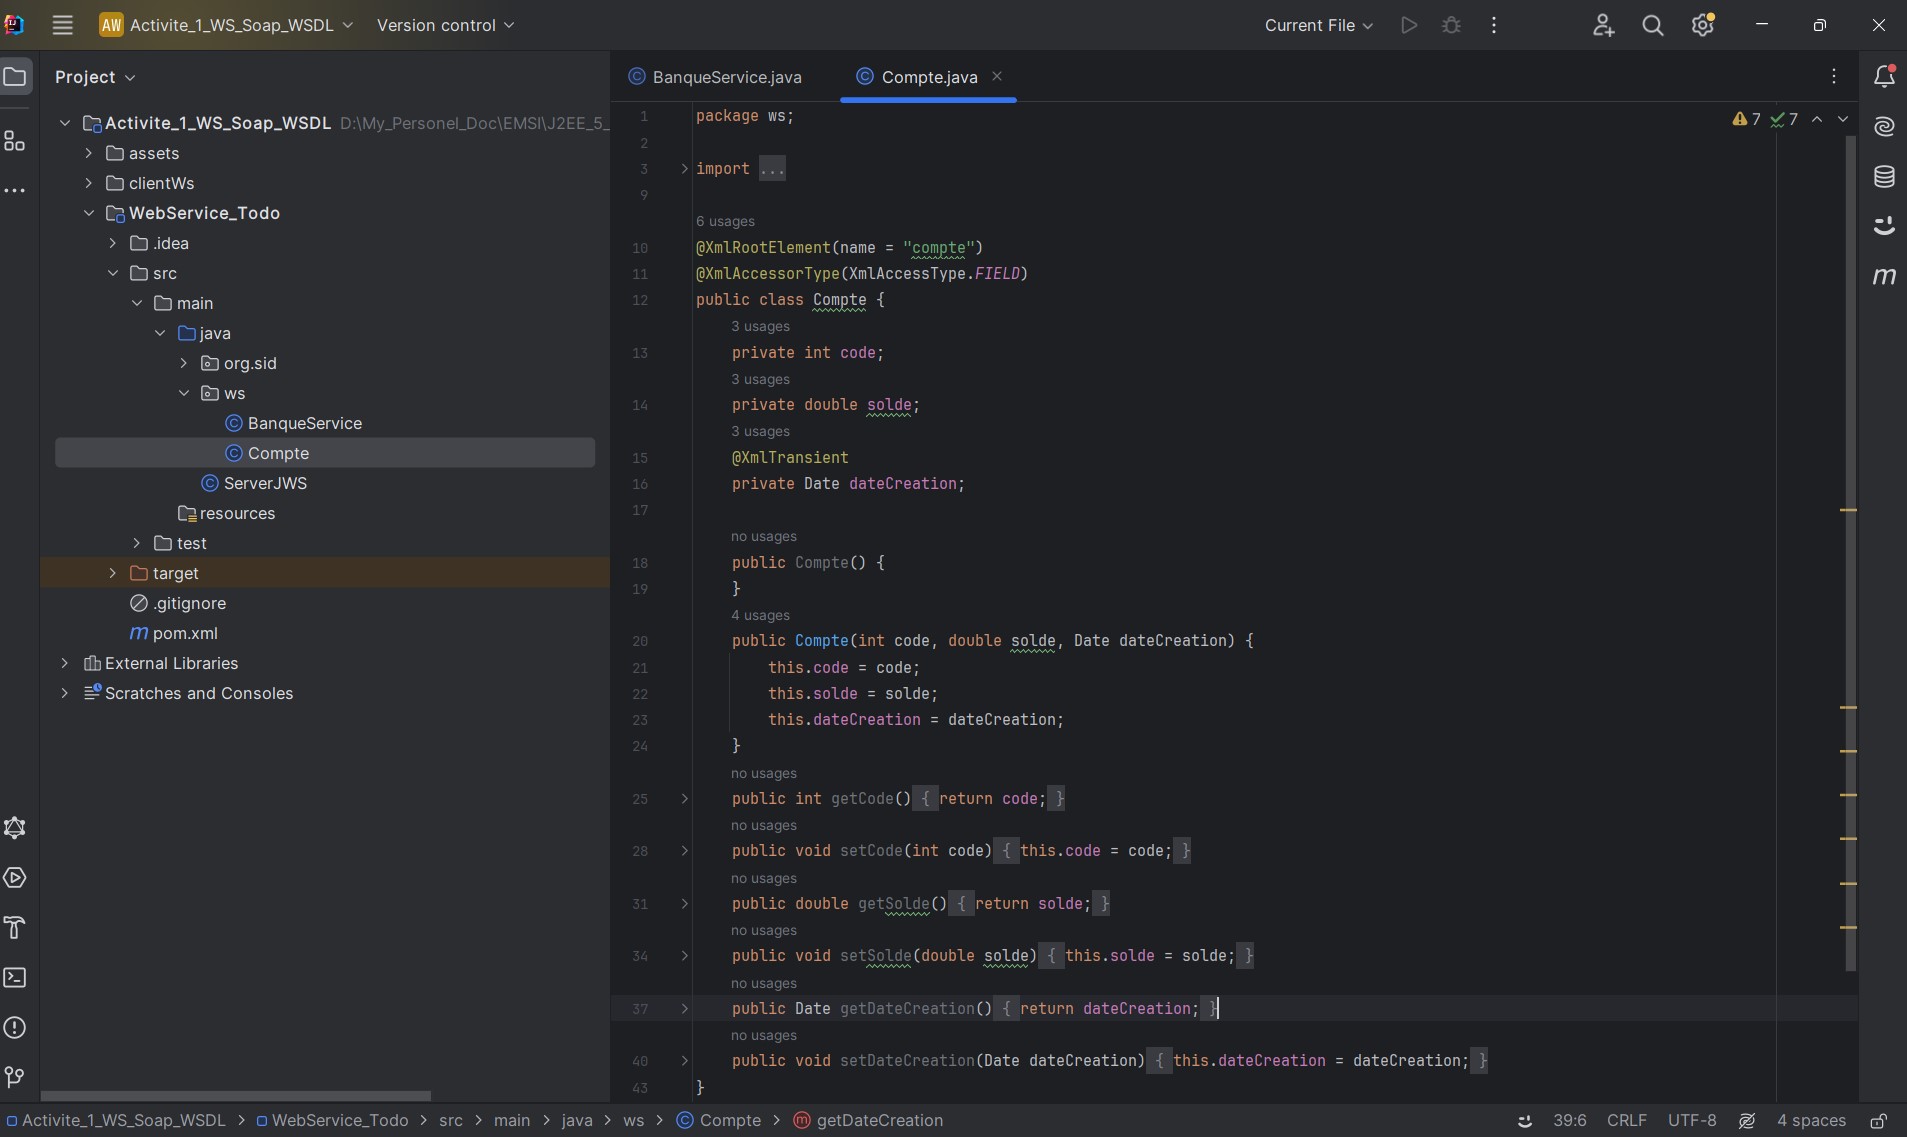 AW Activite_1_WS_Soap_WSDL Version control Current File
Project
BanqueService.java Compte.java
Activite_1_WS_Soap_WSDL D:\My_Personel_Doc\EMSI\J2EE_5_
assets
clientWs
WebService_Todo
.idea
src
main
java
org.sid
ws
BanqueService
Compte
ServerJWS
resources
test
target
.gitignore
pom.xml
External Libraries
Scratches and Consoles
7 7
1 package ws;
2
3 import ...
9
6 usages
10 @XmlRootElement(name = "compte")
11 @XmlAccessorType(XmlAccessType.FIELD)
12 public class Compte {
3 usages
13 private int code;
3 usages
14 private double solde;
3 usages
15 @XmlTransient
16 private Date dateCreation;
17
no usages
18 public Compte() {
19 }
4 usages
20 public Compte(int code, double solde, Date dateCreation) {
21 this.code = code;
22 this.solde = solde;
23 this.dateCreation = dateCreation;
24 }
no usages
25 public int getCode() { return code; }
no usages
28 public void setCode(int code) { this.code = code; }
no usages
31 public double getSolde() { return solde; }
no usages
34 public void setSolde(double solde) { this.solde = solde; }
no usages
37 public Date getDateCreation() { return dateCreation; }
no usages
40 public void setDateCreation(Date dateCreation) { this.dateCreation = dateCreation; }
43 }
Activite_1_WS_Soap_WSDL > WebService_Todo > src > main > java > ws > Compte > getDateCreation 39:6 CRLF UTF-8 4 spaces